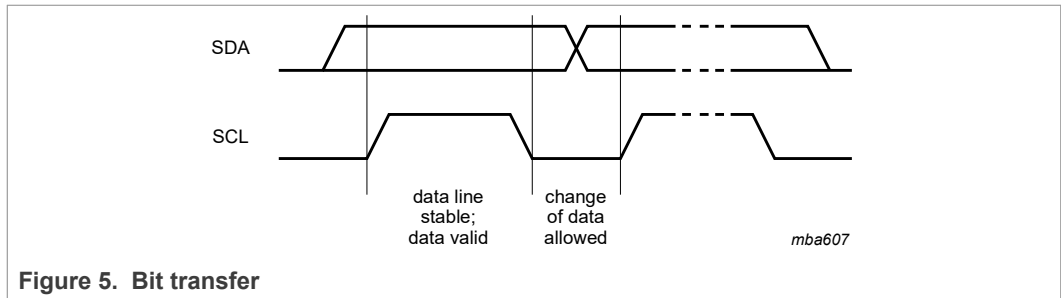 SDA
SCL
data line
stable;
data valid
change
of data
allowed
mba607
Figure 5. Bit transfer